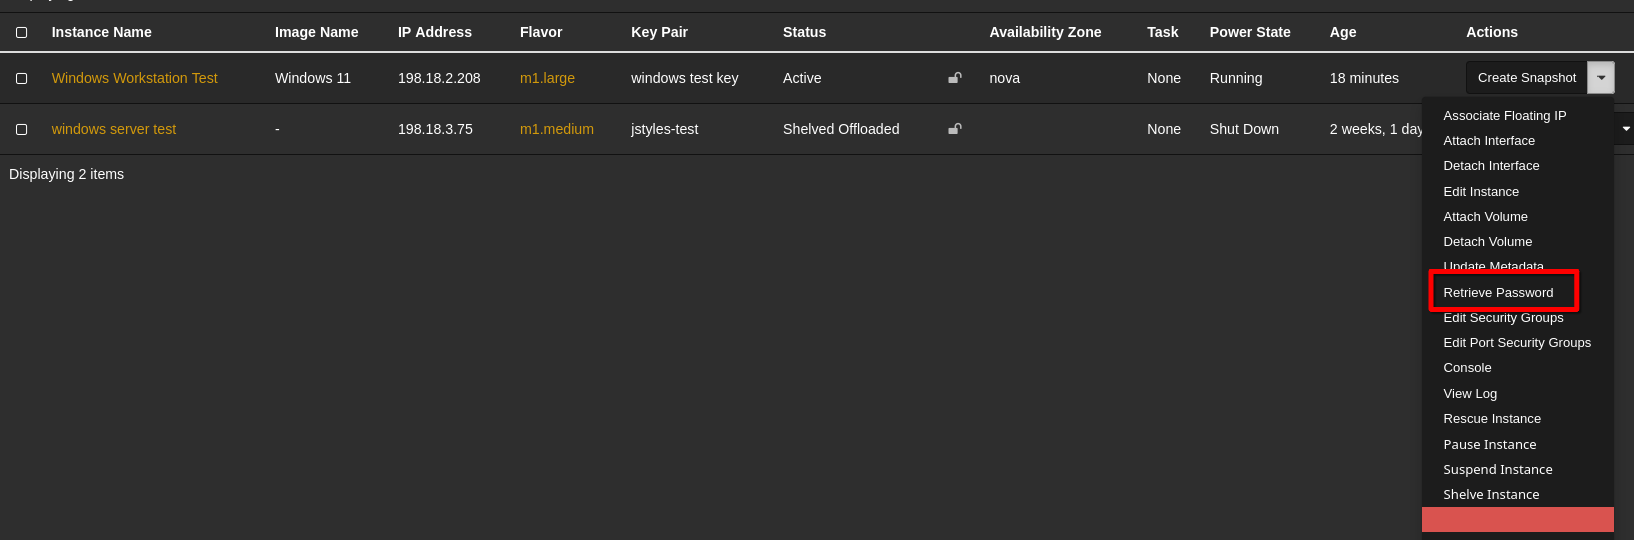 Instance Name Image Name IP Address Flavor Key Pair Status Availability Zone Task Power State Age Actions
Windows Workstation Test Windows 11 198.18.2.208 m1.large windows test key Active nova None Running 18 minutes Create Snapshot
windows server test - 198.18.3.75 m1.medium jstyles-test Shelved Offloaded None Shut Down 2 weeks, 1 day
Displaying 2 items
Associate Floating IP
Attach Interface
Detach Interface
Edit Instance
Attach Volume
Detach Volume
Update Metadata
Retrieve Password
Edit Security Groups
Edit Port Security Groups
Console
View Log
Rescue Instance
Pause Instance
Suspend Instance
Shelve Instance